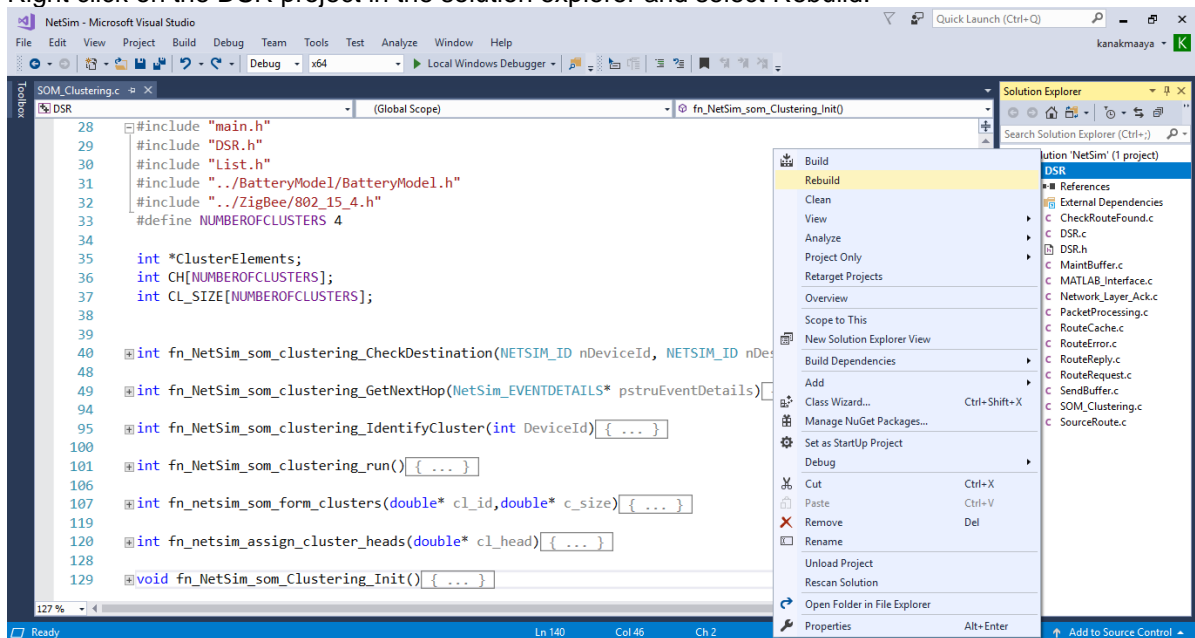 Right click on the DSR project in the solution explorer and select Rebuild.
NetSim - Microsoft Visual Studio
Quick Launch (Ctrl+Q)
File Edit View Project Build Debug Team Tools Test Analyze Window Help
kanakmaaya K
Debug x64 Local Windows Debugger
Toolbox
SOM_Clustering.c
DSR (Global Scope) fn_NetSim_som_Clustering_Init()
28 #include "main.h"
29 #include "DSR.h"
30 #include "List.h"
31 #include "../BatteryModel/BatteryModel.h"
32 #include "../ZigBee/802_15_4.h"
33 #define NUMBEROFCLUSTERS 4
34
35 int *ClusterElements;
36 int CH[NUMBEROFCLUSTERS];
37 int CL_SIZE[NUMBEROFCLUSTERS];
38
39
40 int fn_NetSim_som_clustering_CheckDestination(NETSIM_ID nDeviceId, NETSIM_ID nDes
48
49 int fn_NetSim_som_clustering_GetNextHop(NetSim_EVENTDETAILS* pstruEventDetails)
94
95 int fn_NetSim_som_clustering_IdentifyCluster(int DeviceId) { ... }
100
101 int fn_NetSim_som_clustering_run() { ... }
106
107 int fn_netsim_som_form_clusters(double* cl_id,double* c_size) { ... }
119
120 int fn_netsim_assign_cluster_heads(double* cl_head) { ... }
128
129 void fn_NetSim_som_Clustering_Init() { ... }
127 %
Build
Rebuild
Clean
View
Analyze
Project Only
Retarget Projects
Overview
Scope to This
New Solution Explorer View
Build Dependencies
Add
Class Wizard... Ctrl+Shift+X
Manage NuGet Packages...
Set as StartUp Project
Debug
Cut Ctrl+X
Paste Ctrl+V
Remove Del
Rename
Unload Project
Rescan Solution
Open Folder in File Explorer
Properties Alt+Enter
Solution Explorer
Search Solution Explorer (Ctrl+;)
ution 'NetSim' (1 project)
DSR
References
External Dependencies
CheckRouteFound.c
DSR.c
DSR.h
MaintBuffer.c
MATLAB_Interface.c
Network_Layer_Ack.c
PacketProcessing.c
RouteCache.c
RouteError.c
RouteReply.c
RouteRequest.c
SendBuffer.c
SOM_Clustering.c
SourceRoute.c
Ready Ln 140 Col 46 Ch 2 Add to Source Control